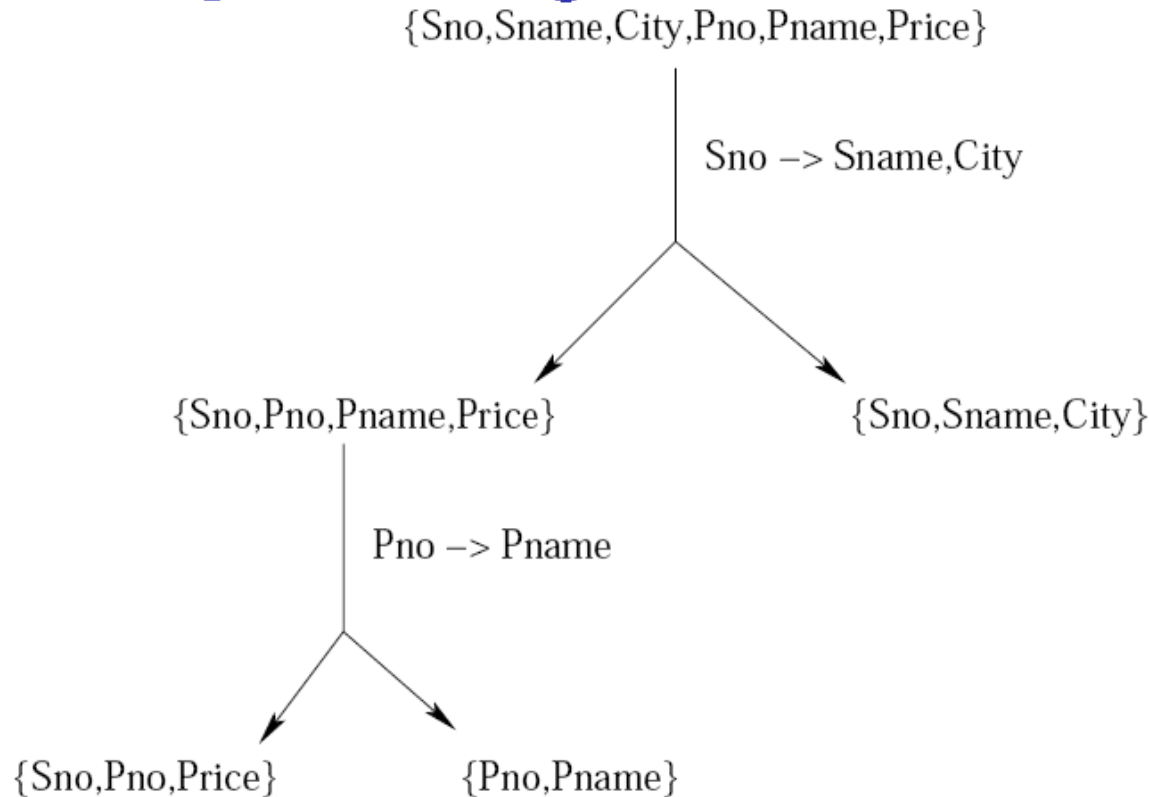 {Sno,Sname,City,Pno,Pname,Price}
Sno –> Sname,City
{Sno,Pno,Pname,Price}
{Sno,Sname,City}
Pno –> Pname
{Sno,Pno,Price}
{Pno,Pname}